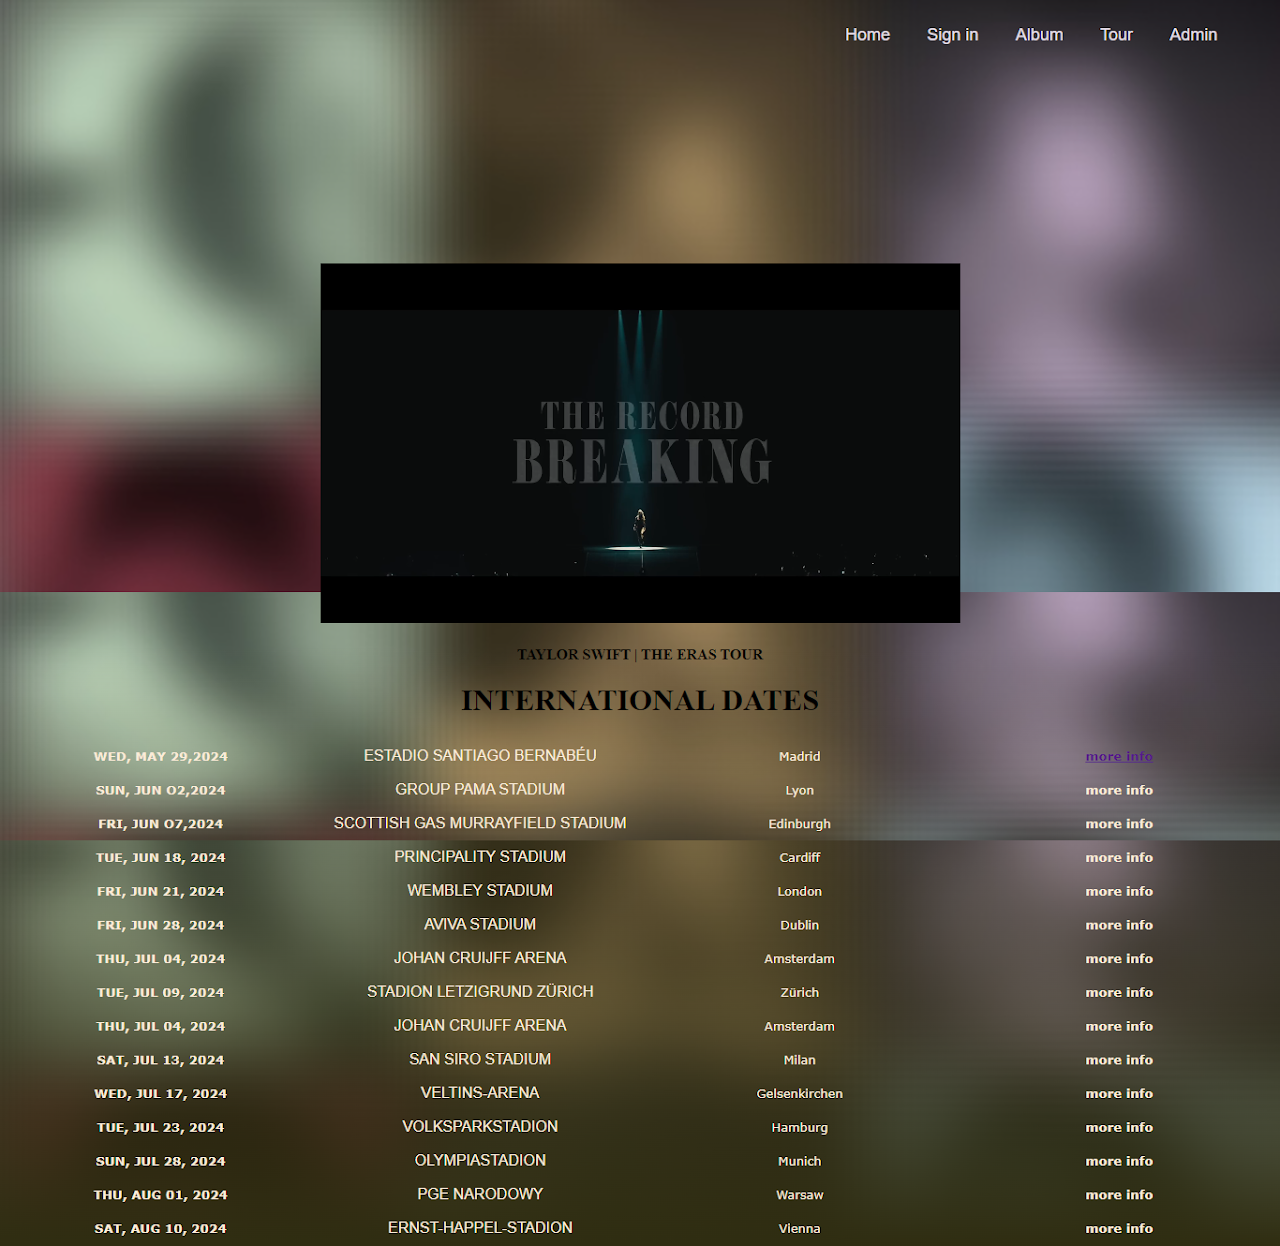 Home Sign in Album Tour Admin
THE RECORD
BREAKING
TAYLOR SWIFT | THE ERAS TOUR
INTERNATIONAL DATES
WED, MAY 29,2024 ESTADIO SANTIAGO BERNABÉU Madrid more info
SUN, JUN O2,2024 GROUP PAMA STADIUM Lyon more info
FRI, JUN O7,2024 SCOTTISH GAS MURRAYFIELD STADIUM Edinburgh more info
TUE, JUN 18, 2024 PRINCIPALITY STADIUM Cardiff more info
FRI, JUN 21, 2024 WEMBLEY STADIUM London more info
FRI, JUN 28, 2024 AVIVA STADIUM Dublin more info
THU, JUL 04, 2024 JOHAN CRUIJFF ARENA Amsterdam more info
TUE, JUL 09, 2024 STADION LETZIGRUND ZÜRICH Zürich more info
THU, JUL 04, 2024 JOHAN CRUIJFF ARENA Amsterdam more info
SAT, JUL 13, 2024 SAN SIRO STADIUM Milan more info
WED, JUL 17, 2024 VELTINS-ARENA Gelsenkirchen more info
TUE, JUL 23, 2024 VOLKSPARKSTADION Hamburg more info
SUN, JUL 28, 2024 OLYMPIASTADION Munich more info
THU, AUG 01, 2024 PGE NARODOWY Warsaw more info
SAT, AUG 10, 2024 ERNST-HAPPEL-STADION Vienna more info